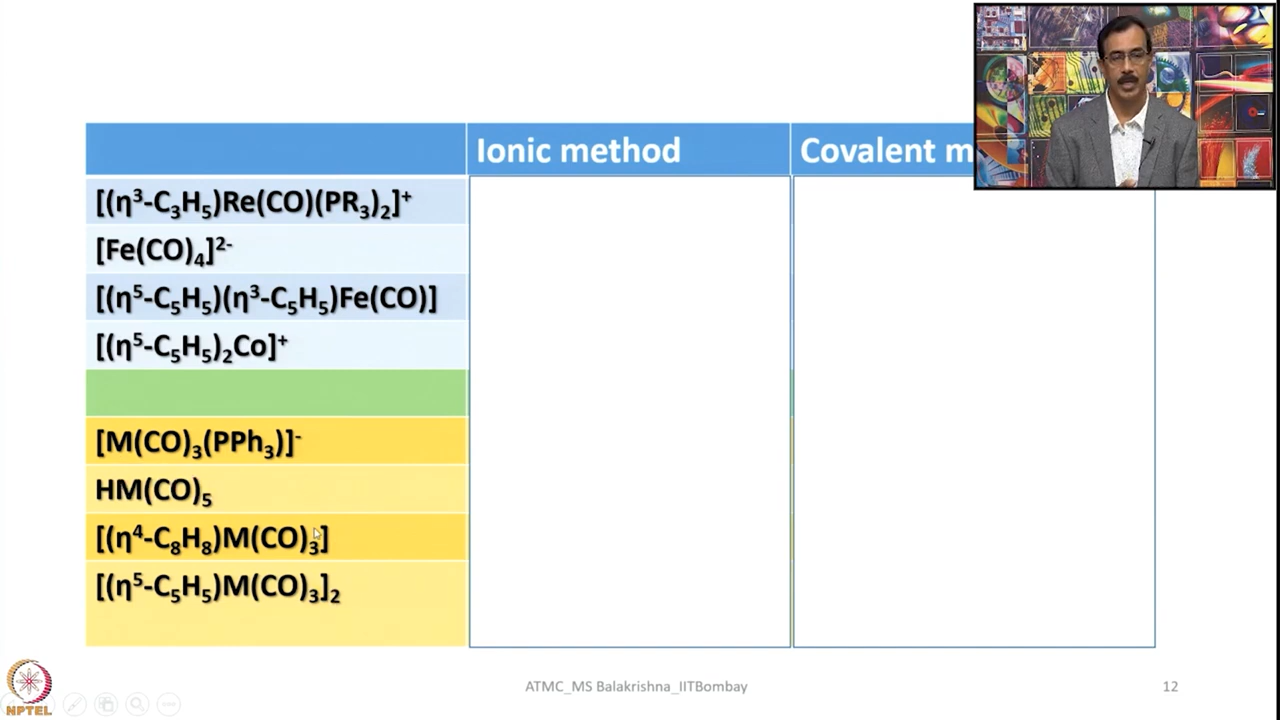 Ionic method
Covalent m
[(η³-C₃H₅)Re(CO)(PR₃)₂]⁺
[Fe(CO)₄]²⁻
[(η⁵-C₅H₅)(η³-C₅H₅)Fe(CO)]
[(η⁵-C₅H₅)₂Co]⁺
[M(CO)₃(PPh₃)]⁻
HM(CO)₅
[(η⁴-C₈H₈)M(CO)₃]
[(η⁵-C₅H₅)M(CO)₃]₂
NPTEL
ATMC_MS Balakrishna_IITBombay
12